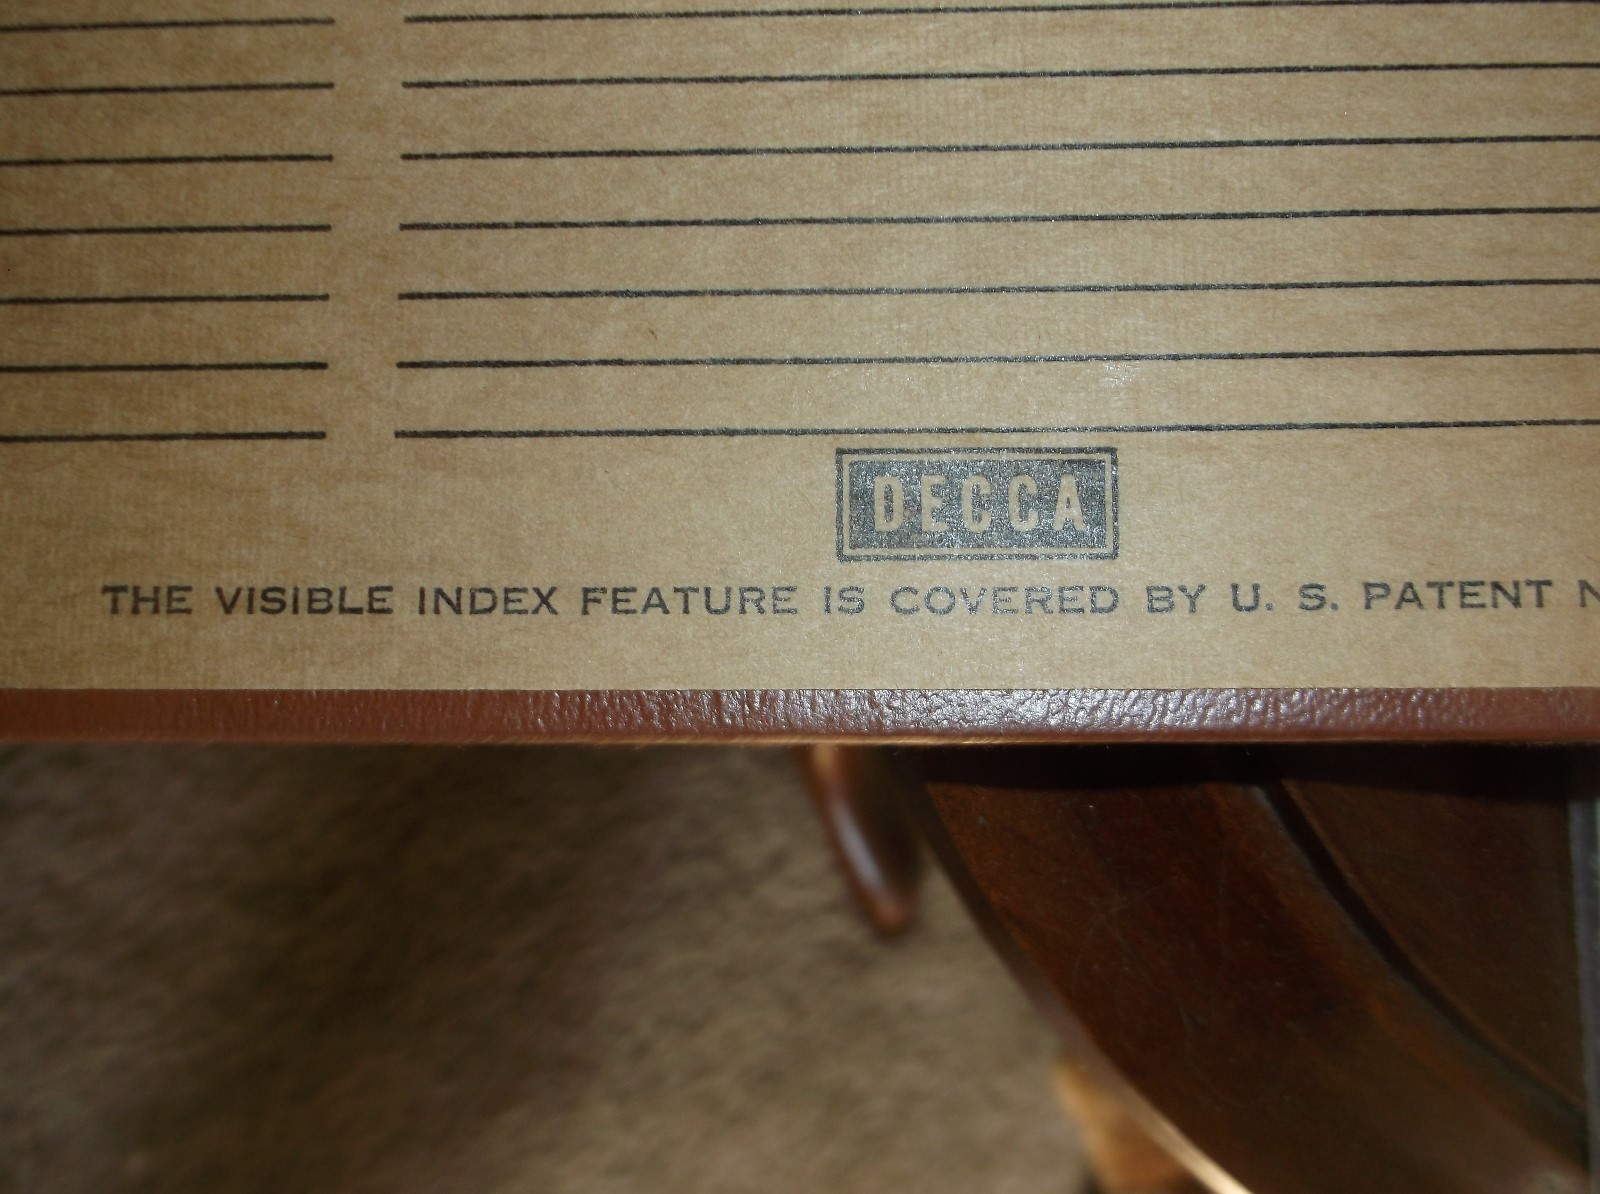 DECCA
THE VISIBLE INDEX FEATURE IS COVERED BY U. S. PATENT